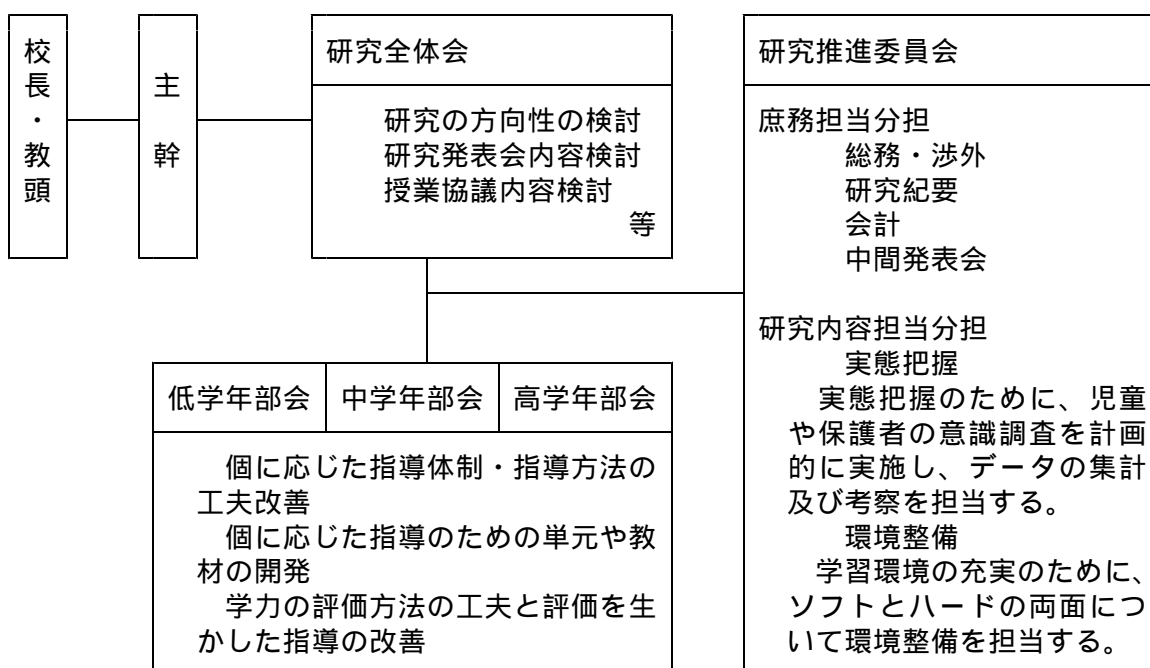 校長・教頭
主幹
研究全体会
研究の方向性の検討
研究発表会内容検討
授業協議内容検討
等
低学年部会 中学年部会 高学年部会
個に応じた指導体制・指導方法の
工夫改善
個に応じた指導のための単元や教
材の開発
学力の評価方法の工夫と評価を生
かした指導の改善
研究推進委員会
庶務担当分担
総務・渉外
研究紀要
会計
中間発表会
研究内容担当分担
実態把握
実態把握のために、児童
や保護者の意識調査を計画
的に実施し、データの集計
及び考察を担当する。
環境整備
学習環境の充実のために、
ソフトとハードの両面につ
いて環境整備を担当する。